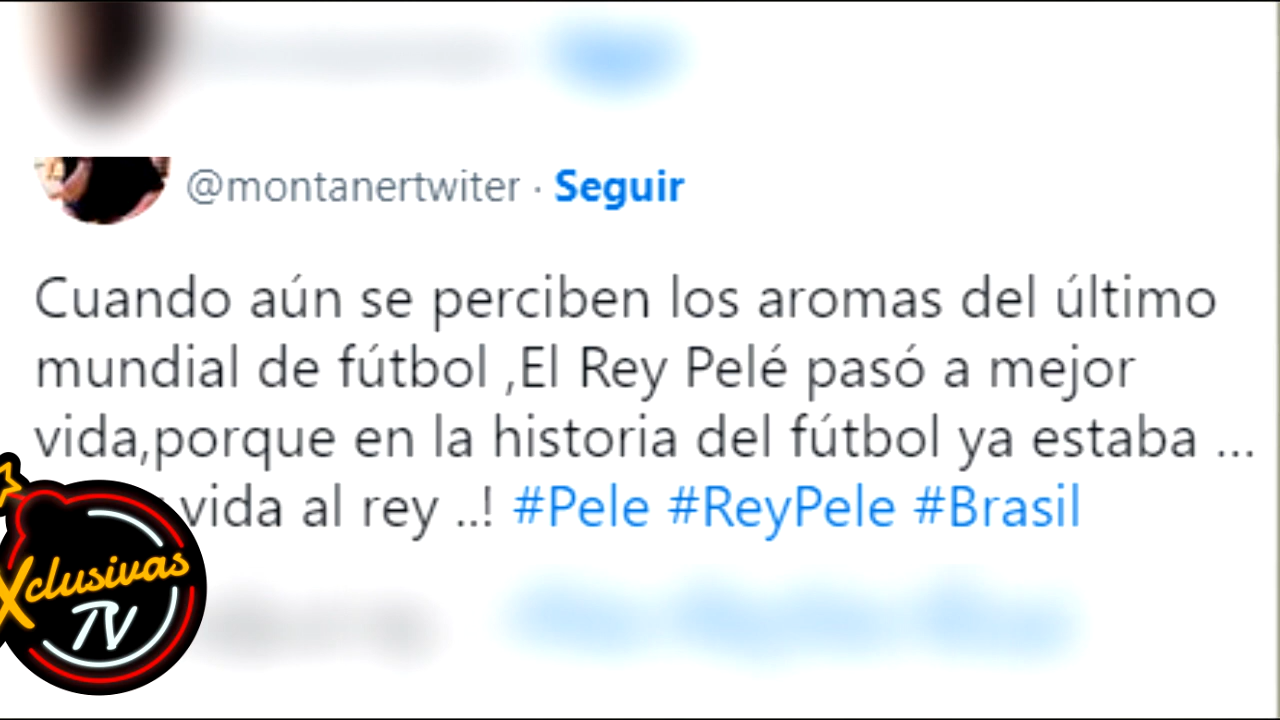 @montanertwiter · Seguir
Cuando aún se perciben los aromas del último
mundial de fútbol ,El Rey Pelé pasó a mejor
vida,porque en la historia del fútbol ya estaba ...
vida al rey ..! #Pele #ReyPele #Brasil
Xclusivas
TV